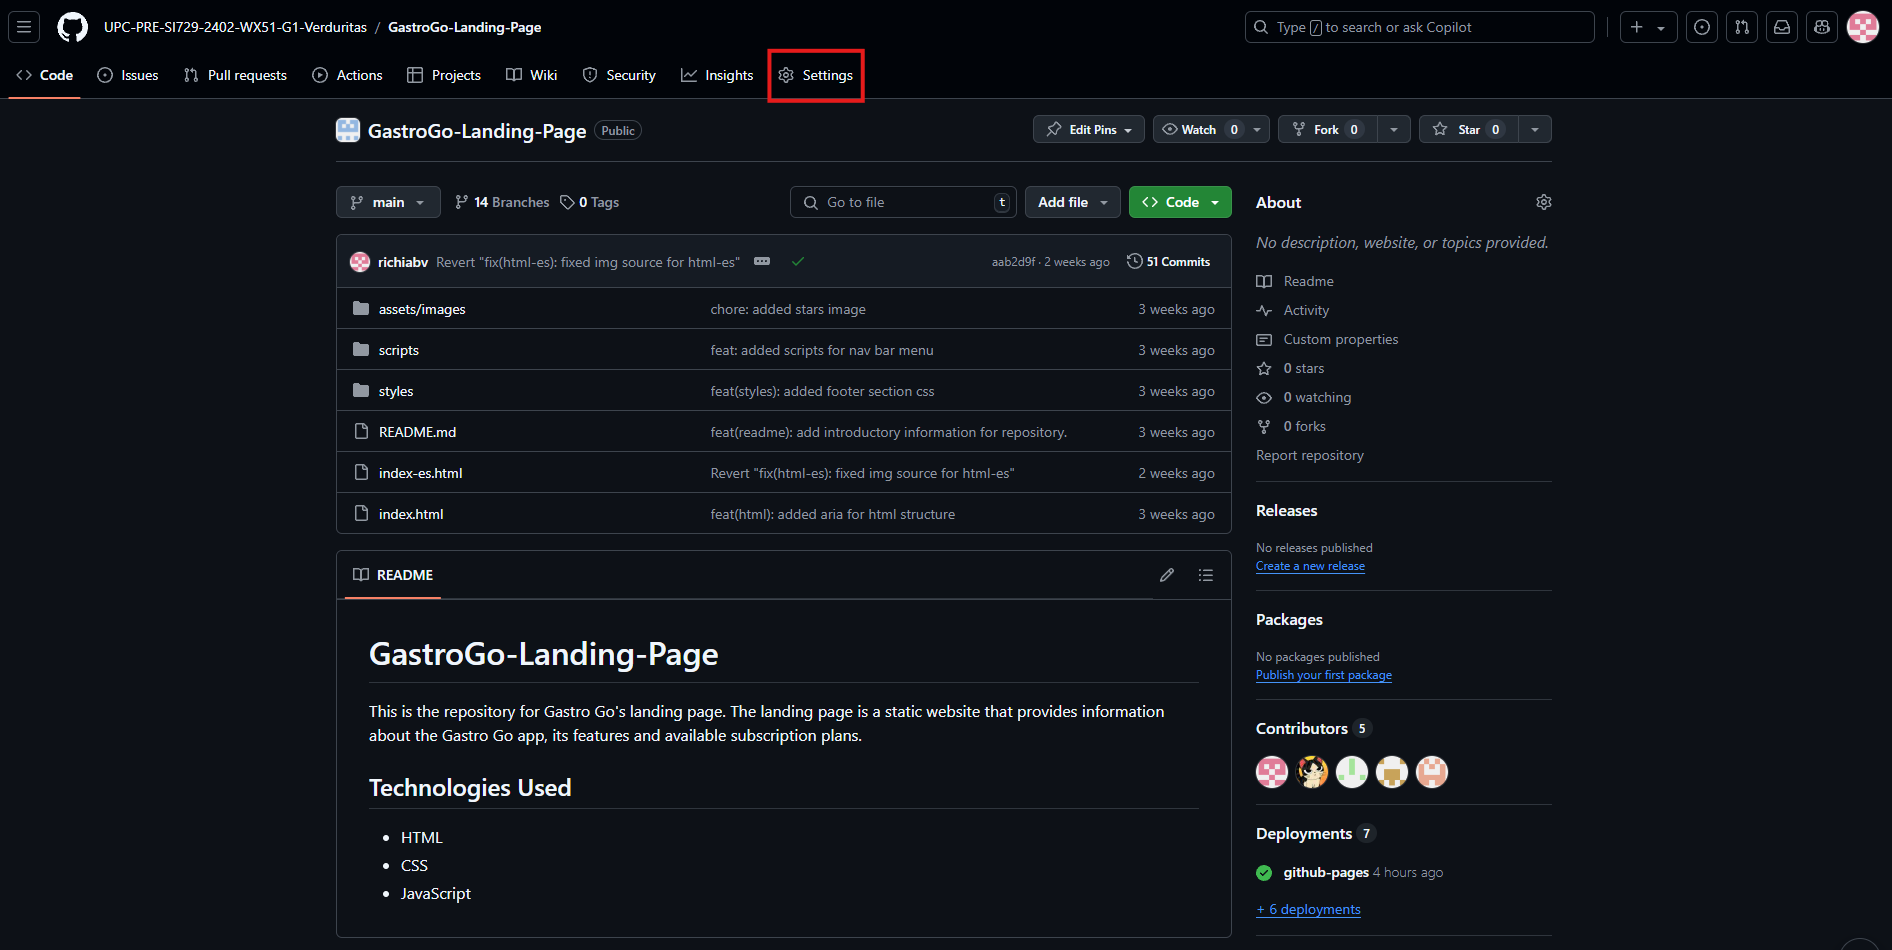 UPC-PRE-SI729-2402-WX51-G1-Verduritas / GastroGo-Landing-Page
Type / to search or ask Copilot
Code Issues Pull requests Actions Projects Wiki Security Insights Settings
GastroGo-Landing-Page Public
Edit Pins Watch 0 Fork 0 Star 0
main 14 Branches 0 Tags Go to file t Add file Code
richiabv Revert "fix(html-es): fixed img source for html-es" aab2d9f · 2 weeks ago 51 Commits
assets/images chore: added stars image 3 weeks ago
scripts feat: added scripts for nav bar menu 3 weeks ago
styles feat(styles): added footer section css 3 weeks ago
README.md feat(readme): add introductory information for repository. 3 weeks ago
index-es.html Revert "fix(html-es): fixed img source for html-es" 2 weeks ago
index.html feat(html): added aria for html structure 3 weeks ago
README
GastroGo-Landing-Page
This is the repository for Gastro Go's landing page. The landing page is a static website that provides information
about the Gastro Go app, its features and available subscription plans.
Technologies Used
• HTML
• CSS
• JavaScript
About
No description, website, or topics provided.
Readme
Activity
Custom properties
0 stars
0 watching
0 forks
Report repository
Releases
No releases published
Create a new release
Packages
No packages published
Publish your first package
Contributors 5
Deployments 7
github-pages 4 hours ago
+ 6 deployments